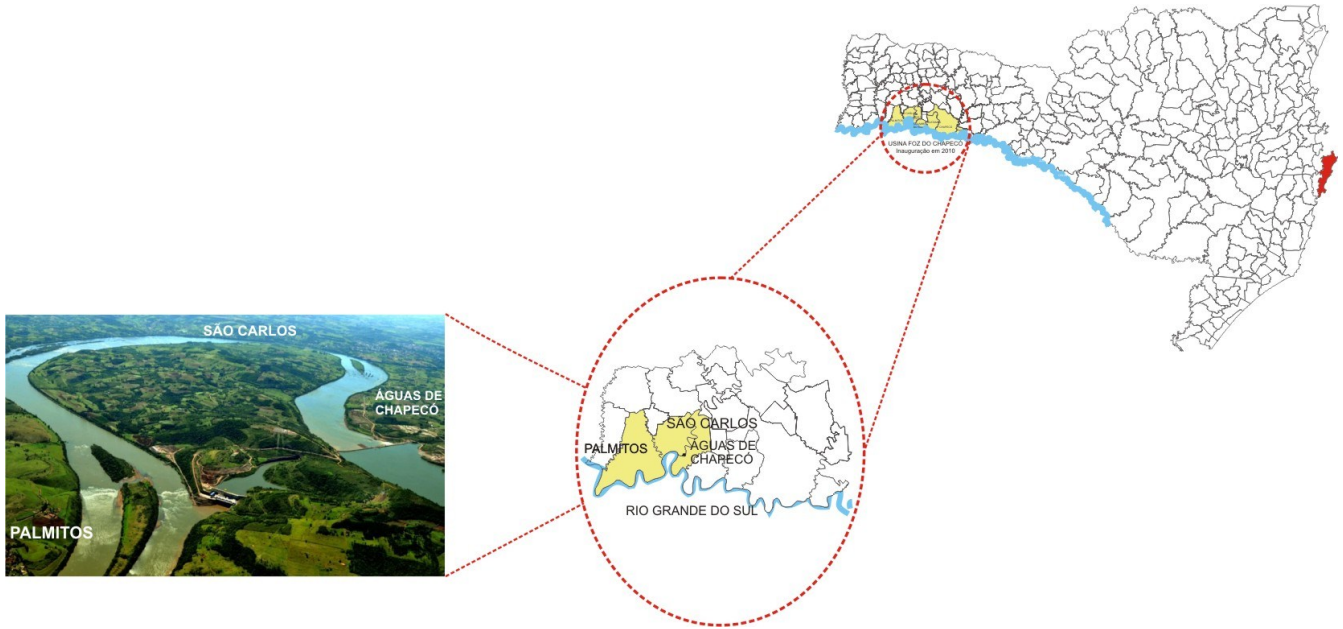 USINA FOZ DO CHAPECÓ
Inauguração em 2010
SÃO CARLOS
ÁGUAS DE
CHAPECÓ
PALMITOS
SÃO CARLOS
PALMITOS
ÁGUAS DE
CHAPECÓ
RIO GRANDE DO SUL